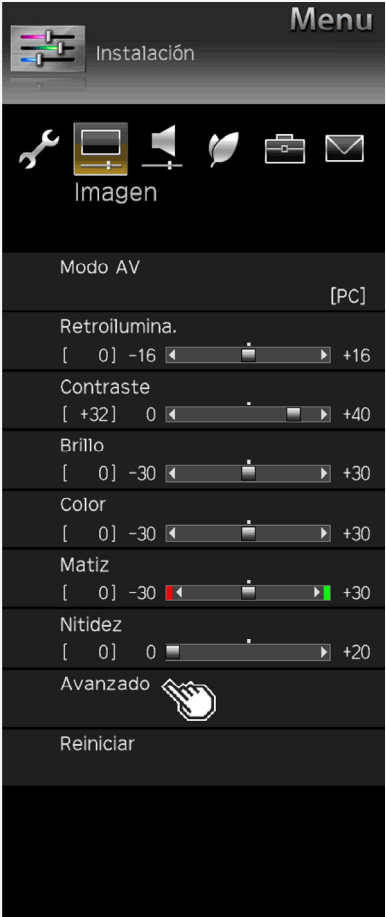 Menu
Instalación
Imagen
Modo AV
[PC]
Retroilumina.
[ 0] -16 +16
Contraste
[ +32] 0 +40
Brillo
[ 0] -30 +30
Color
[ 0] -30 +30
Matiz
[ 0] -30 +30
Nitidez
[ 0] 0 +20
Avanzado
Reiniciar